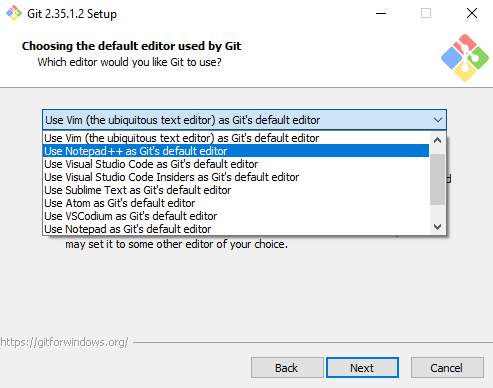 Git 2.35.1.2 Setup
Choosing the default editor used by Git
Which editor would you like Git to use?
Use Vim (the ubiquitous text editor) as Git's default editor
Use Vim (the ubiquitous text editor) as Git's default editor
Use Notepad++ as Git's default editor
Use Visual Studio Code as Git's default editor
Use Visual Studio Code Insiders as Git's default editor
Use Sublime Text as Git's default editor
Use Atom as Git's default editor
Use VSCodium as Git's default editor
Use Notepad as Git's default editor
may set it to some other editor of your choice.
https://gitforwindows.org/
Back
Next
Cancel